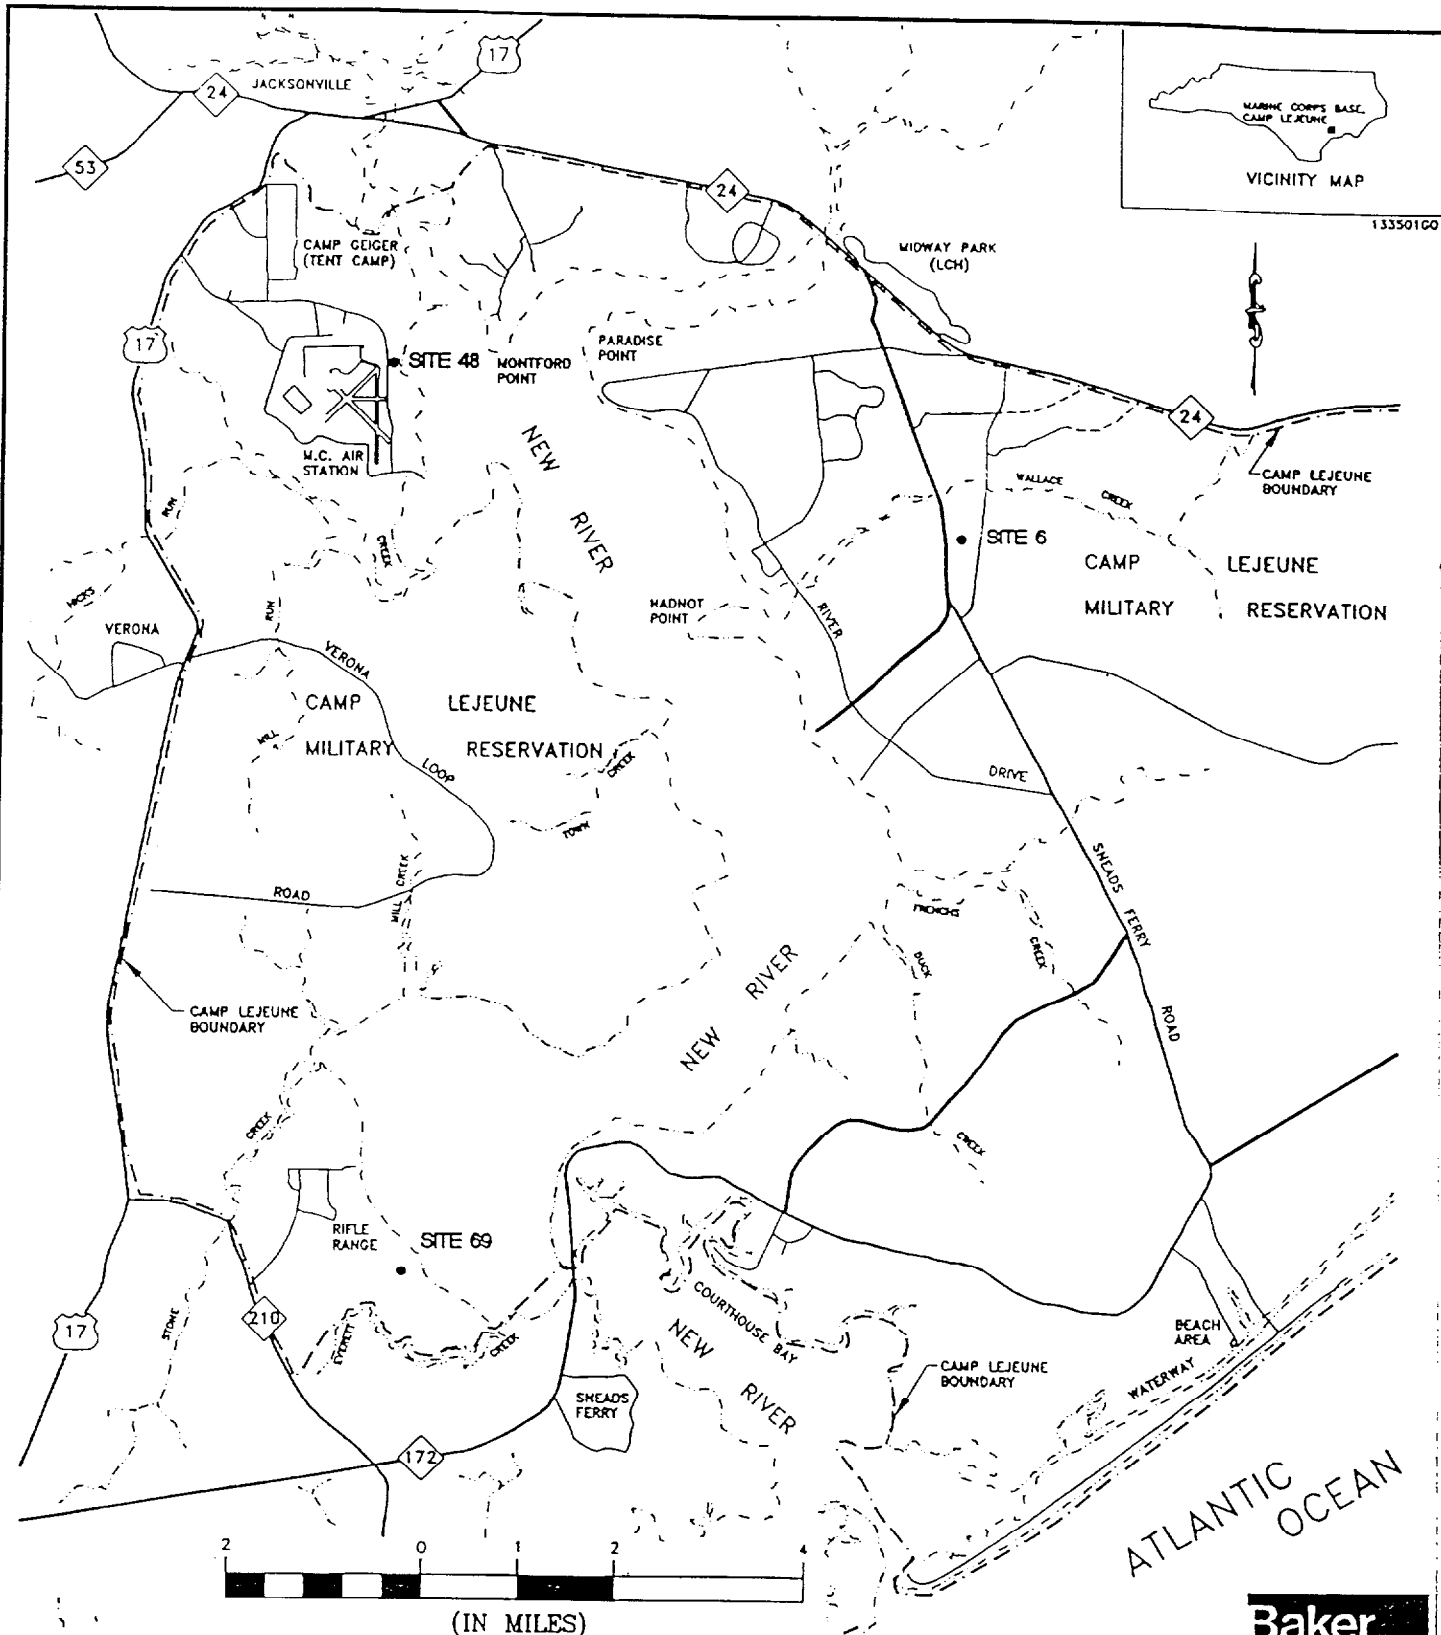 17
JACKSONVILLE
24
53
MARINE CORPS BASE,
CAMP LEJEUNE
VICINITY MAP
133501G0
24
CAMP GEIGER
(TENT CAMP)
MIDWAY PARK
(LCH)
17
SITE 48
MONTFORD
POINT
PARADISE
POINT
24
M.C. AIR
STATION
NEW
RIVER
CAMP LEJEUNE
BOUNDARY
WALLACE
CREEK
RUN
CREEK
SITE 6
CAMP LEJEUNE
MILITARY RESERVATION
HICKS
RUN
HADNOT
POINT
RIVER
VERONA
VERONA
CAMP LEJEUNE
MILITARY RESERVATION
MILL
LOOP
CREEK
TOWN
DRIVE
SNEADS FERRY
ROAD
MILL CREEK
FRENCHS
CREEK
DUCK
NEW RIVER
CAMP LEJEUNE
BOUNDARY
ROAD
CREEK
CREEK
RIFLE
RANGE
SITE 69
STONE
210
17
EVERETT
CREEK
COURTHOUSE BAY
NEW
RIVER
BEACH
AREA
CAMP LEJEUNE
BOUNDARY
WATERWAY
SNEADS
FERRY
172
ATLANTIC
OCEAN
2 0 1 2 4
(IN MILES)
Baker